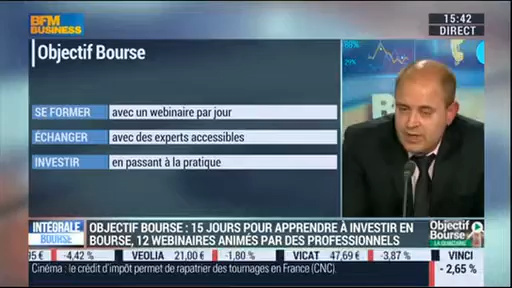 BFM
BUSINESS
15:42
DIRECT
Objectif Bourse
SE FORMER avec un webinaire par jour
ÉCHANGER avec des experts accessibles
INVESTIR en passant à la pratique
INTÉGRALE
BOURSE
OBJECTIF BOURSE : 15 JOURS POUR APPRENDRE À INVESTIR EN
BOURSE, 12 WEBINAIRES ANIMÉS PAR DES PROFESSIONNELS
Objectif
Bourse
LA QUINZAINE
-4,42 % VEOLIA 21,00 € -1,80 % VICAT 47,69 € -3,87 % VINCI
-2,65 %
Cinéma : le crédit d'impôt permet de rapatrier des tournages en France (CNC).